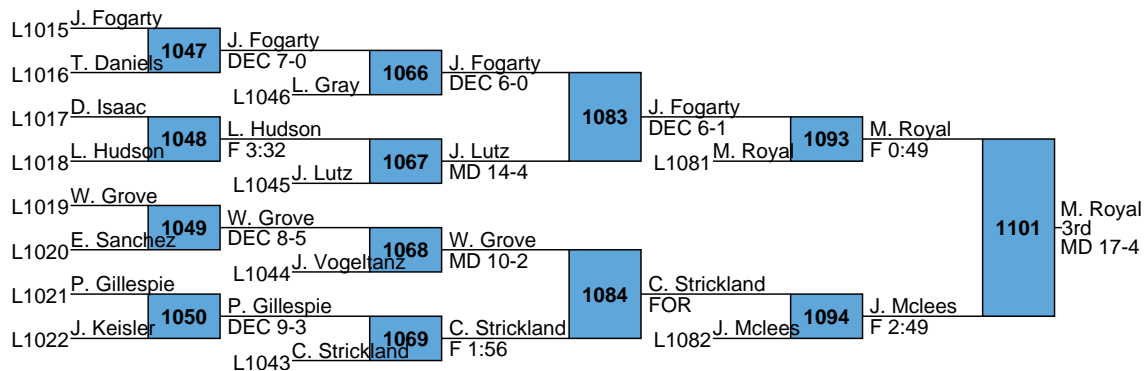 L1015 J. Fogarty
1047
L1016 T. Daniels
J. Fogarty
DEC 7-0
1066
L1046 L. Gray
J. Fogarty
DEC 6-0
L1017 D. Isaac
1048
L1018 L. Hudson
L. Hudson
F 3:32
1067
L1045 J. Lutz
J. Lutz
MD 14-4
1083
J. Fogarty
DEC 6-1
1093
L1081 M. Royal
M. Royal
F 0:49
L1019 W. Grove
1049
L1020 E. Sanchez
W. Grove
DEC 8-5
1068
L1044 J. Vogeltanz
W. Grove
MD 10-2
L1021 P. Gillespie
1050
L1022 J. Keisler
P. Gillespie
DEC 9-3
1069
L1043 C. Strickland
C. Strickland
F 1:56
1084
C. Strickland
FOR
1094
L1082 J. Mclees
J. Mclees
F 2:49
1101
M. Royal
3rd
MD 17-4